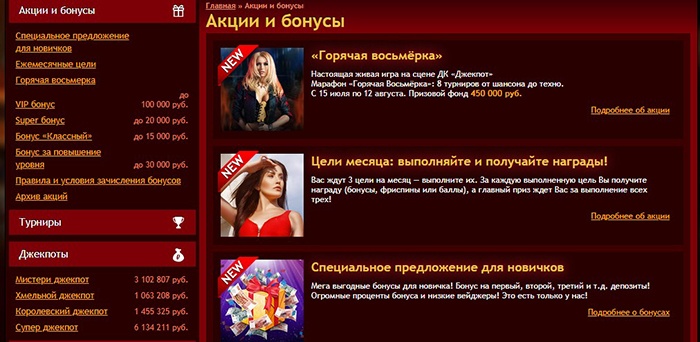 Акции и бонусы
Специальное предложение
для новичков
Ежемесячные цели
Горячая восьмерка
VIP бонус до 100 000 руб.
Super бонус до 20 000 руб.
Бонус «Классный» до 15 000 руб.
Бонус за повышение
уровня до 30 000 руб.
Правила и условия зачисления бонусов
Архив акций
Турниры
Джекпоты
Мистери джекпот 3 102 807 руб.
Хмельной джекпот 1 063 208 руб.
Королевский джекпот 1 455 325 руб.
Супер джекпот 6 134 211 руб.
Главная » Акции и бонусы
Акции и бонусы
NEW
«Горячая восьмёрка»
Настоящая живая игра на сцене ДК «Джекпот»
Марафон «Горячая Восьмёрка»: 8 турниров от шансона до техно.
С 15 июля по 12 августа. Призовой фонд 450 000 руб.
Подробнее об акции
NEW
Цели месяца: выполняйте и получайте награды!
Вас ждут 3 цели на месяц — выполните их. За каждую выполненную цель Вы получите
награду (бонусы, фриспины или баллы), а главный приз ждет Вас за выполнение всех
трех!
Подробнее об акции
NEW
Специальное предложение для новичков
Мега выгодные бонусы для новичка! Бонус на первый, второй, третий и т.д. депозиты!
Огромные проценты бонуса и низкие вейджеры! Это есть только у нас!
Подробнее о бонусах